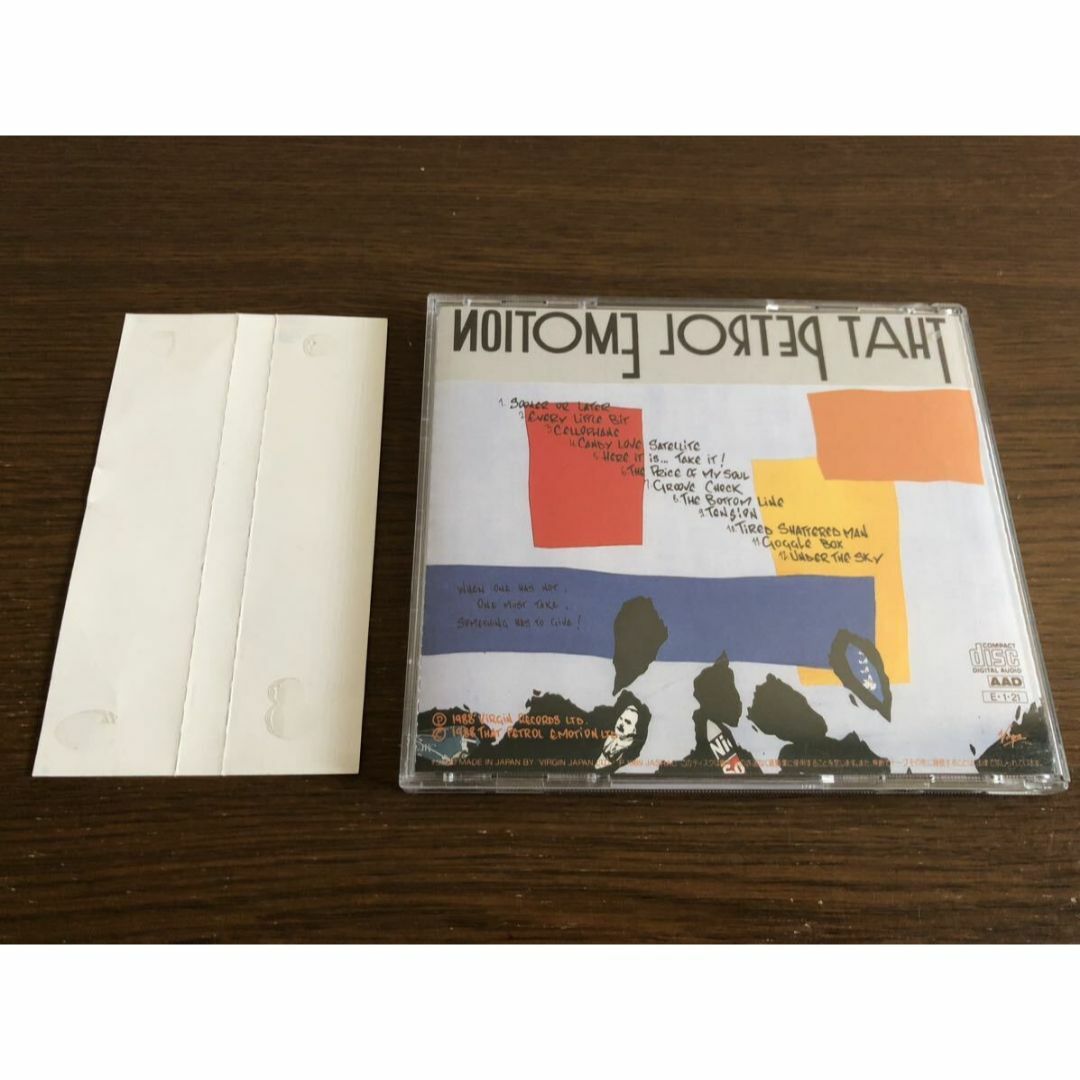 THAT PETROL EMOTION
1. SOONER OR LATER
2. EVERY LITTLE BIT
3. CELLOPHANE
4. CANDY LOVE SATELLITE
5. HERE IT IS... TAKE IT!
6. THE PRICE OF MY SOUL
7. GROOVE CHECK
8. THE BOTTOM LINE
9. TENSION
TIRED SHATTERED MAN
11. GOGGLE BOX
12. UNDER THE SKY
WHEN ONE HAS NOT,
ONE MUST TAKE,
SOMETHING HAS TO GIVE!
COMPACT
disc
DIGITAL AUDIO
AAD
E・1・21
Ⓟ 1988 VIRGIN RECORDS LTD.
© 1988 THAT PETROL EMOTION LTD
MADE IN JAPAN BY VIRGIN JAPAN